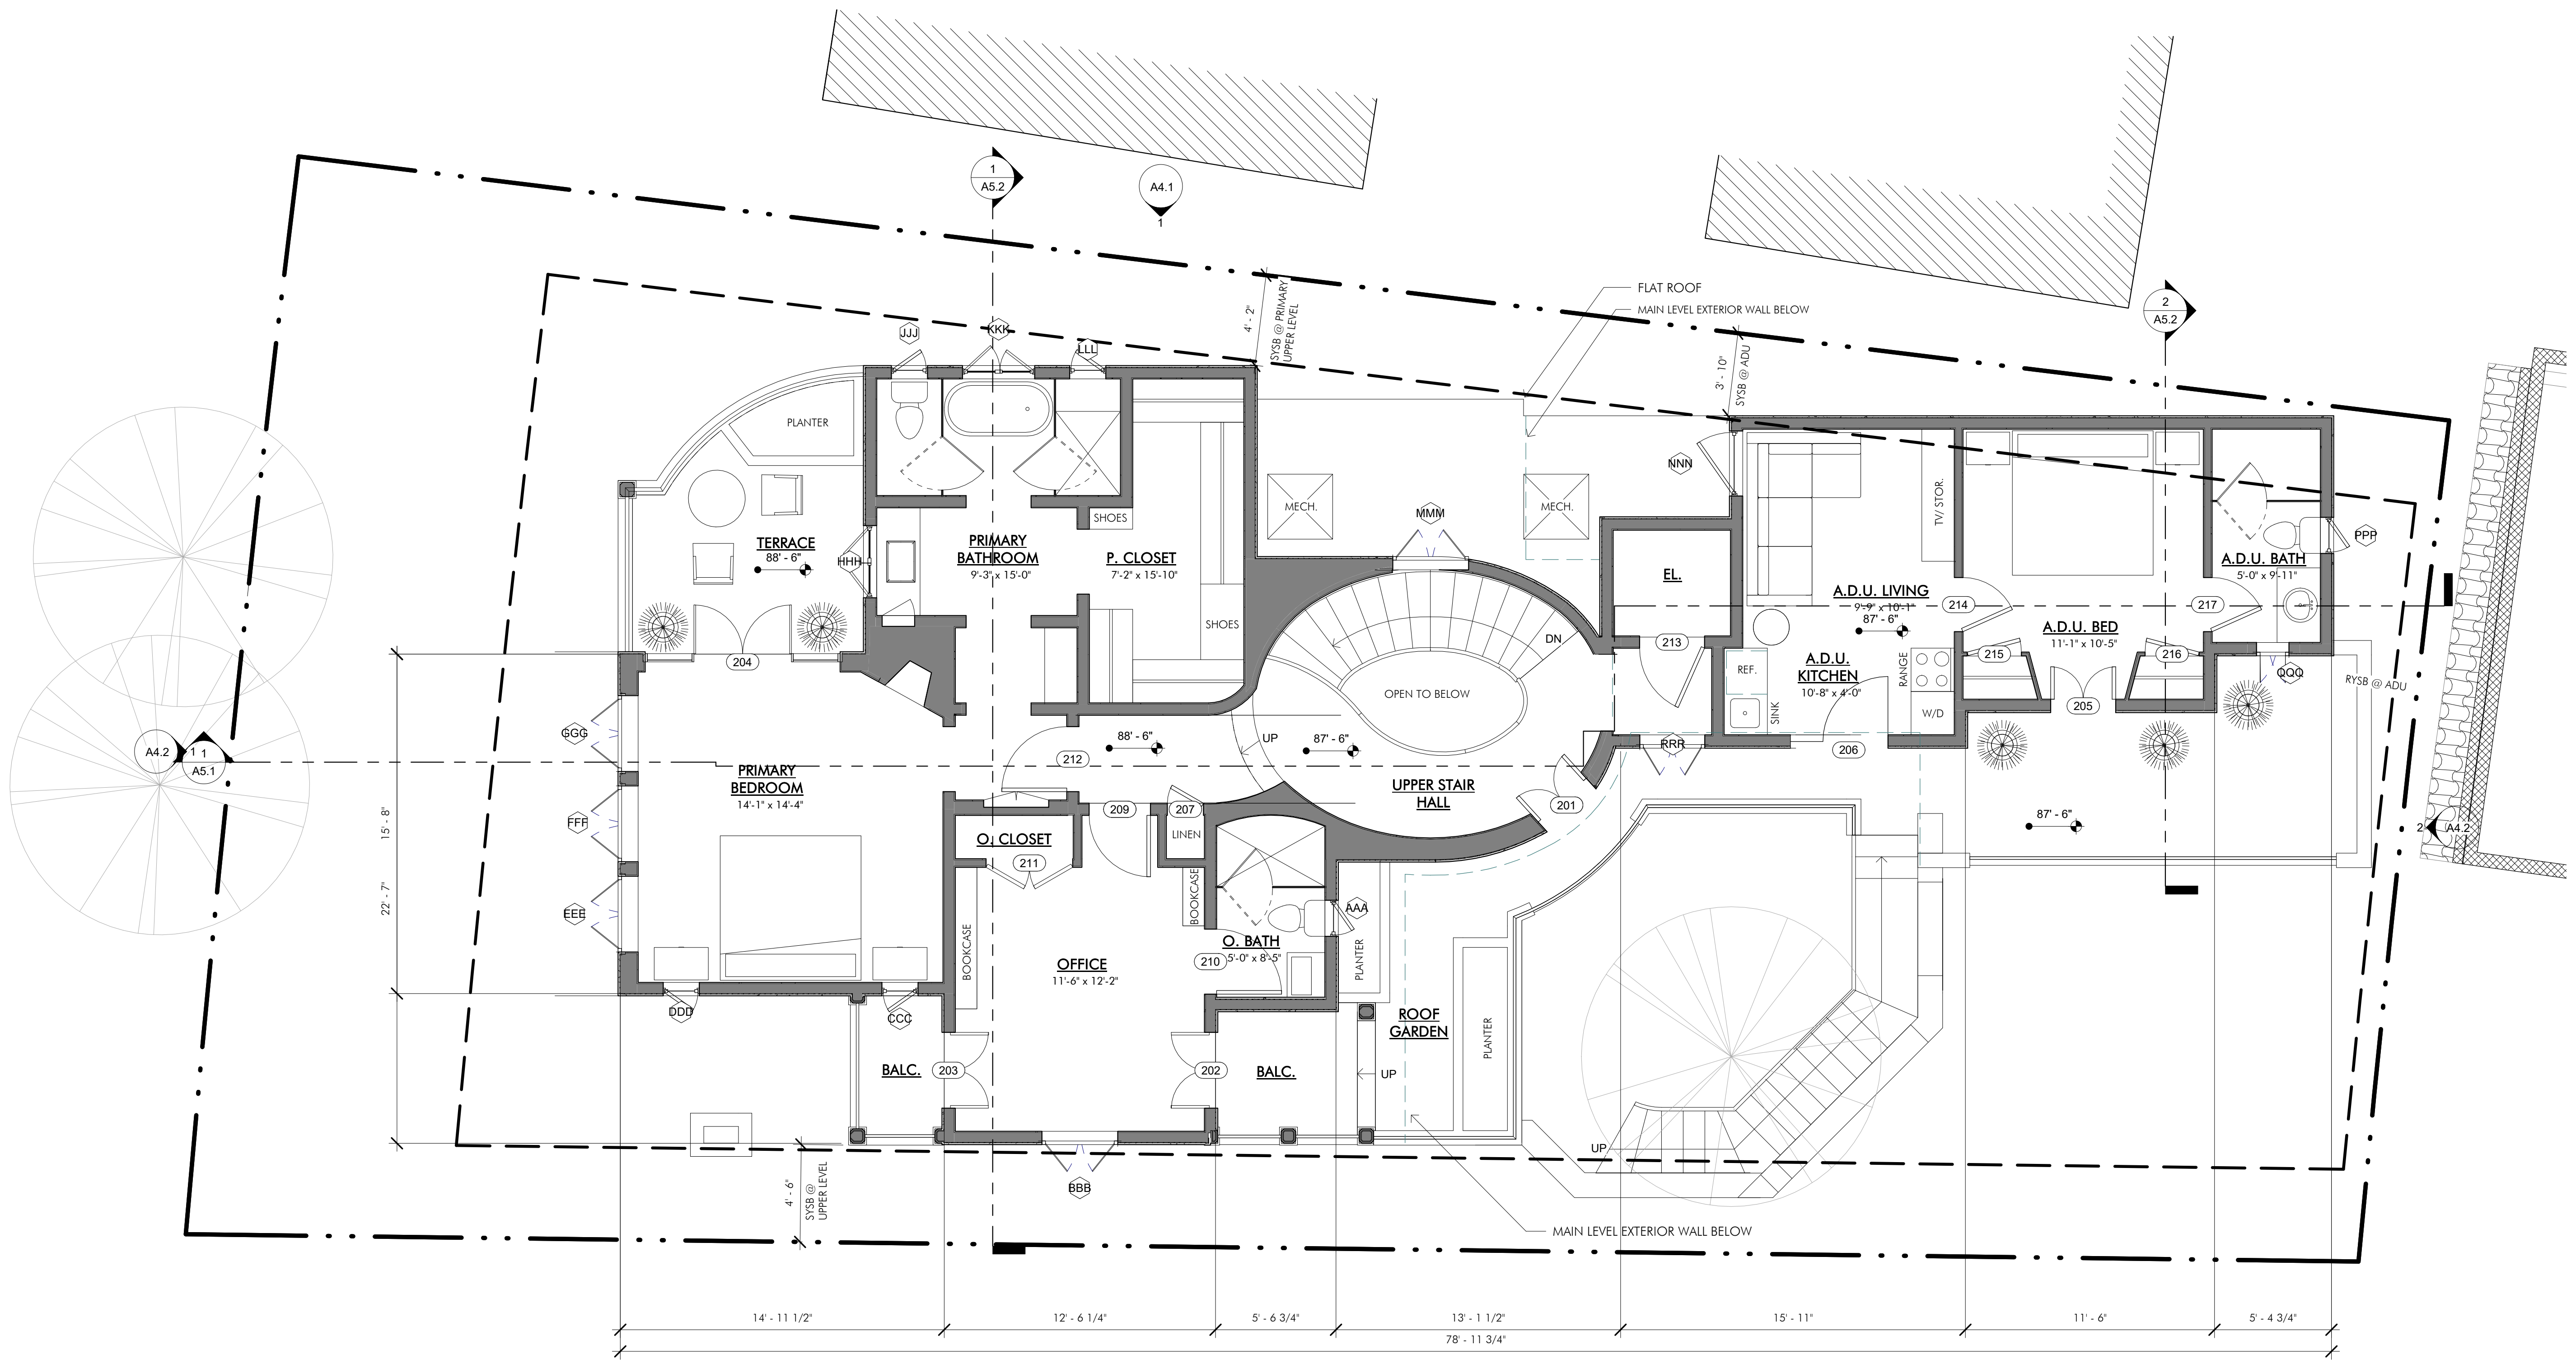 1
A5.2
A4.1
1
2
A5.2
FLAT ROOF
MAIN LEVEL EXTERIOR WALL BELOW
4' - 2"
SYSB @ PRIMARY
UPPER LEVEL
3' - 10"
SYSB @ ADU
JJJ
KKK
LLL
PLANTER
NNN
MECH.
MECH.
MMM
SHOES
TV/ STOR.
TERRACE
88' - 6"
HHH
PRIMARY
BATHROOM
9'-3" x 15'-0"
P. CLOSET
7'-2" x 15'-10"
EL.
PPP
A.D.U. BATH
5'-0" x 9'-11"
A.D.U. LIVING
9'-9" x 10'-1"
87' - 6"
214
217
SHOES
DN
A.D.U. BED
11'-1" x 10'-5"
204
213
215
216
REF.
A.D.U.
KITCHEN
10'-8" x 4'-0"
RANGE
QQQ
RYSB @ ADU
OPEN TO BELOW
SINK
W/D
205
GGG
A4.2
1
1
A5.1
UP
88' - 6"
87' - 6"
RRR
206
212
PRIMARY
BEDROOM
14'-1" x 14'-4"
UPPER STAIR
HALL
201
15' - 8"
FFF
209
207
LINEN
87' - 6"
2
A4.2
O. CLOSET
211
22' - 7"
EEE
BOOKCASE
BOOKCASE
AAA
O. BATH
5'-0" x 8'-5"
210
PLANTER
OFFICE
11'-6" x 12'-2"
DDD
CCC
ROOF
GARDEN
PLANTER
BALC.
203
202
BALC.
UP
UP
4' - 6"
SYSB @
UPPER LEVEL
BBB
MAIN LEVEL EXTERIOR WALL BELOW
14' - 11 1/2"
12' - 6 1/4"
5' - 6 3/4"
13' - 1 1/2"
15' - 11"
11' - 6"
5' - 4 3/4"
78' - 11 3/4"